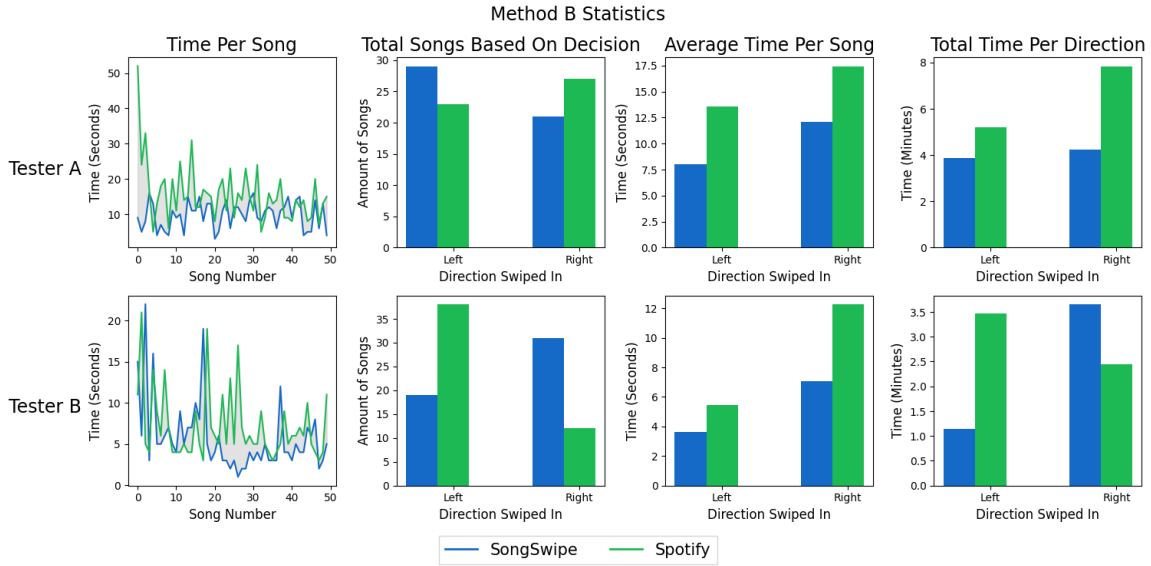 Method B Statistics
Time Per Song
Total Songs Based On Decision
Average Time Per Song
Total Time Per Direction
Tester A
Time (Seconds)
50
40
30
20
10
0 10 20 30 40 50
Song Number
Amount of Songs
30
25
20
15
10
5
0
Left Right
Direction Swiped In
Time (Seconds)
17.5
15.0
12.5
10.0
7.5
5.0
2.5
0.0
Left Right
Direction Swiped In
Time (Minutes)
8
6
4
2
0
Left Right
Direction Swiped In
Tester B
Time (Seconds)
20
15
10
5
0
0 10 20 30 40 50
Song Number
Amount of Songs
35
30
25
20
15
10
5
0
Left Right
Direction Swiped In
Time (Seconds)
12
10
8
6
4
2
0
Left Right
Direction Swiped In
Time (Minutes)
3.5
3.0
2.5
2.0
1.5
1.0
0.5
0.0
Left Right
Direction Swiped In
SongSwipe Spotify